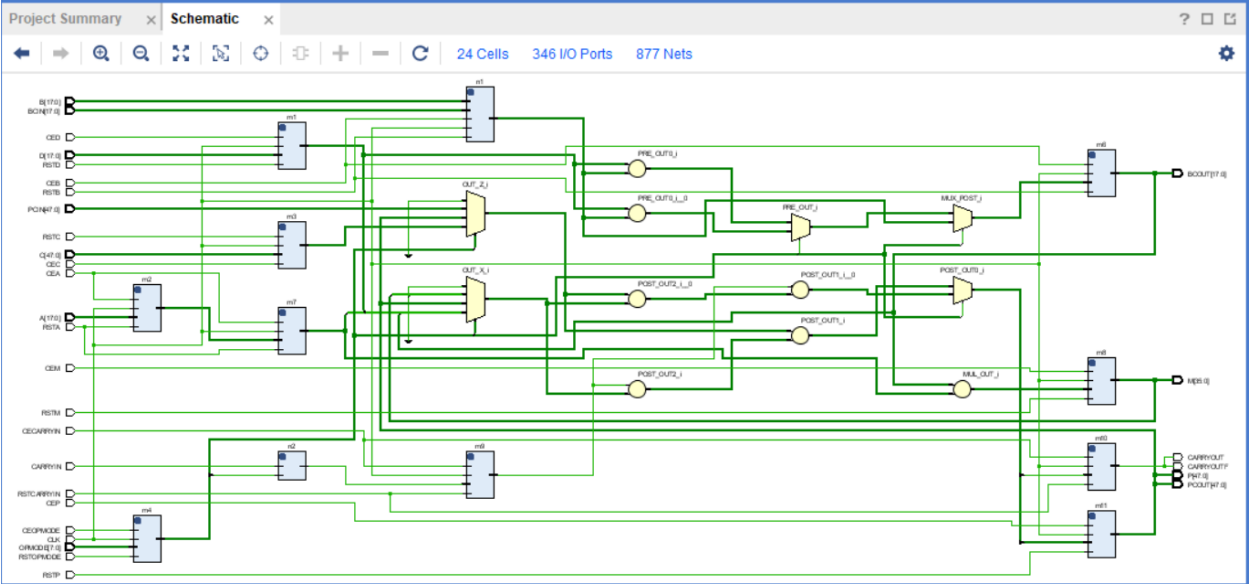 Project Summary × Schematic ×
?
24 Cells 346 I/O Ports 877 Nets
n1
B[17:0]
BCIN[17:0]
m1
CED
D[17:0]
RSTD
PRE_OUT0_i
m6
BCOUT[17:0]
CEB
RSTB
OUT_Z_i
PRE_OUT0_i__0
PRE_OUT_i
MUX_POST_i
PCIN[47:0]
m3
RSTC
C[47:0]
CEC
CEA
m2
OUT_X_i
POST_OUT2_i__0
POST_OUT1_i__0
POST_OUT0_i
m7
A[17:0]
RSTA
POST_OUT1_i
m8
CEM
POST_OUT2_i
MUL_OUT_i
M[35:0]
RSTM
CECARRYIN
n2
m9
m10
CARRYIN
CARRYOUT
CARRYOUTF
P[47:0]
PCOUT[47:0]
RSTCARRYIN
CEP
m4
m11
CEOPMODE
CLK
OPMODE[7:0]
RSTOPMODE
RSTP